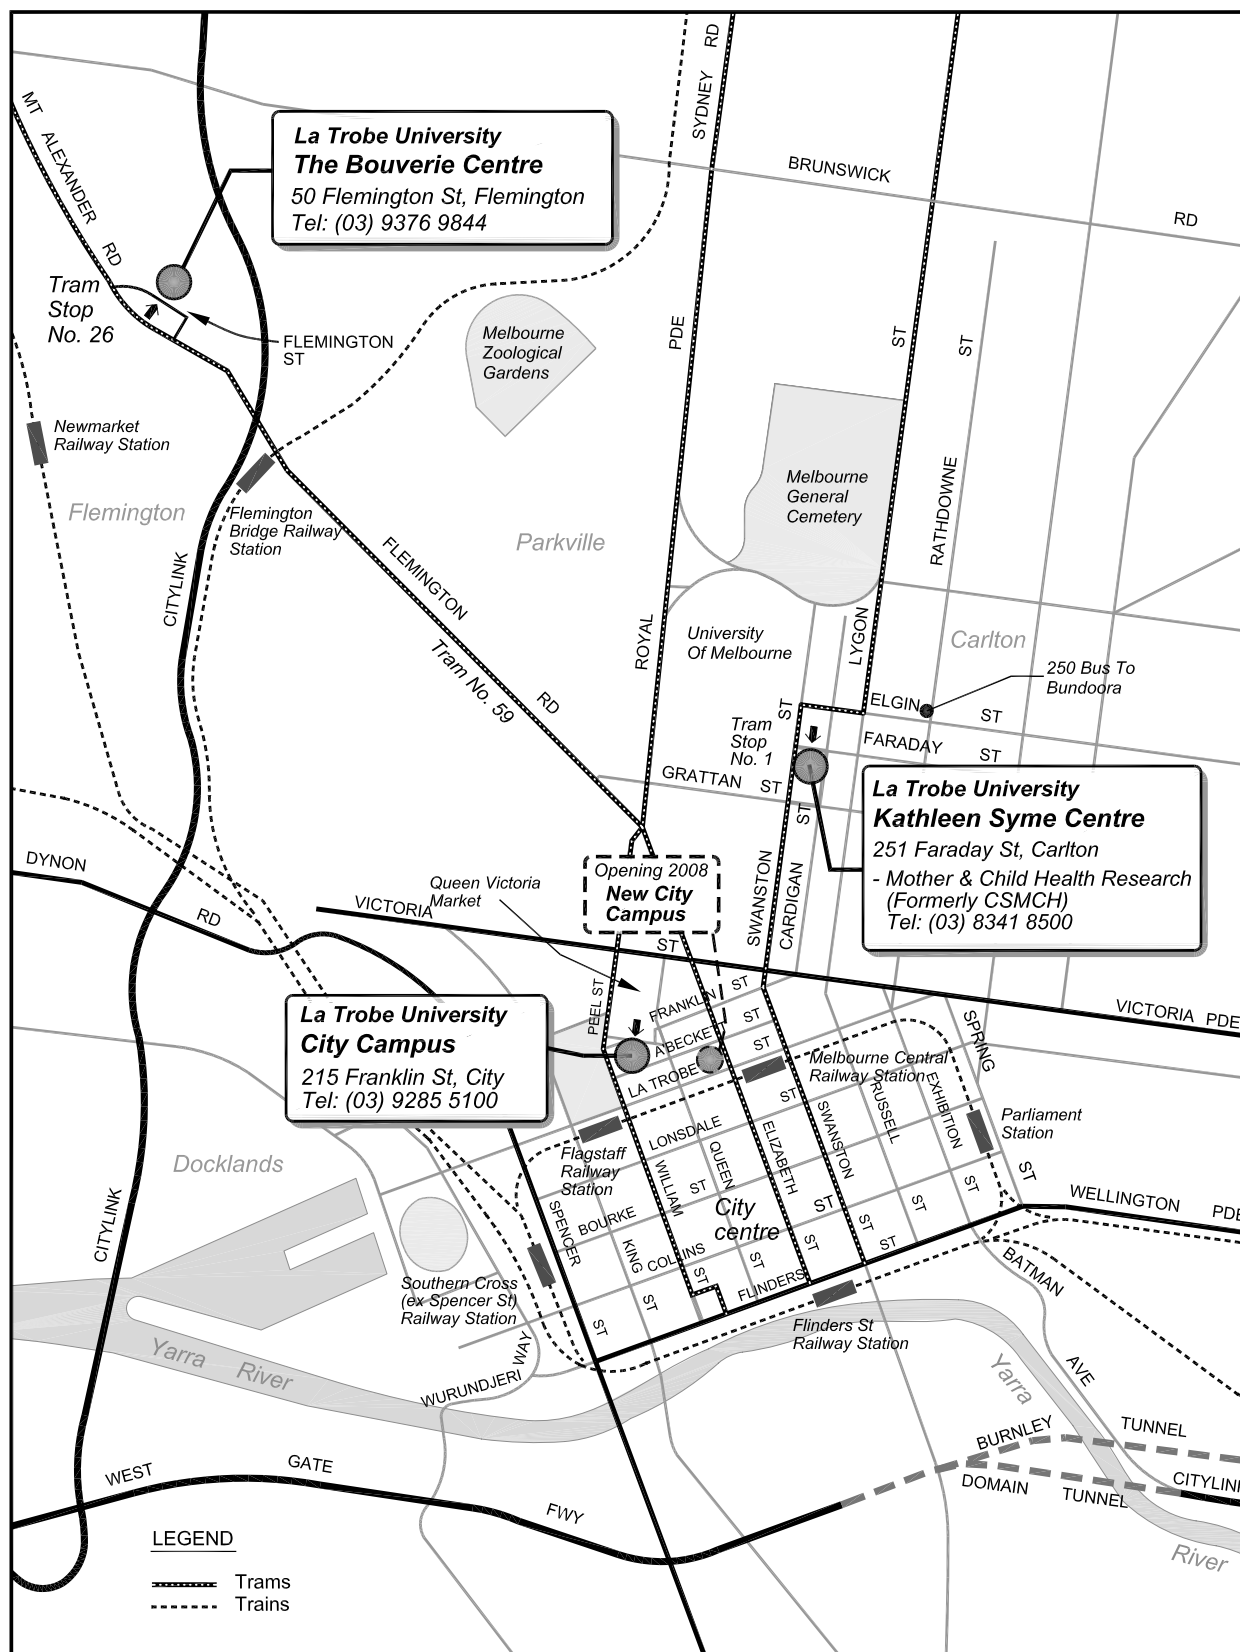 MT ALEXANDER RD
La Trobe University
The Bouverie Centre
50 Flemington St, Flemington
Tel: (03) 9376 9844
SYDNEY RD
BRUNSWICK RD
Tram
Stop
No. 26
FLEMINGTON
ST
Melbourne
Zoological
Gardens
PDE
ST
ST
Newmarket
Railway Station
Flemington
Flemington
Bridge Railway
Station
Parkville
Melbourne
General
Cemetery
RATHDOWNE
CITYLINK
FLEMINGTON RD
Tram No. 59
ROYAL
University
Of Melbourne
LYGON
Carlton
250 Bus To
Bundoora
ELGIN ST
ST
Tram
Stop
No. 1
FARADAY ST
GRATTAN ST
ST
La Trobe University
Kathleen Syme Centre
251 Faraday St, Carlton
- Mother & Child Health Research
(Formerly CSMCH)
Tel: (03) 8341 8500
SWANSTON
CARDIGAN
DYNON RD
Opening 2008
New City
Campus
Queen Victoria
Market
VICTORIA ST
VICTORIA PDE
PEEL ST
FRANKLIN ST
A'BECKETT ST
LA TROBE ST
La Trobe University
City Campus
215 Franklin St, City
Tel: (03) 9285 5100
Melbourne Central
Railway Station
SPRING
ST
RUSSELL
ST
EXHIBITION
ST
Parliament
Station
LONSDALE ST
Flagstaff
Railway
Station
WILLIAM
ST
QUEEN
ST
ELIZABETH
ST
SWANSTON
ST
Docklands
CITYLINK
SPENCER
ST
BOURKE ST
ST
KING
ST
COLLINS ST
City
centre
FLINDERS
WELLINGTON PDE
BATMAN AVE
Southern Cross
(ex Spencer St)
Railway Station
Flinders St
Railway Station
WURUNDJERI WAY
Yarra River
Yarra
River
BURNLEY TUNNEL
DOMAIN TUNNEL
CITYLINK
WEST GATE FWY
LEGEND
Trams
Trains